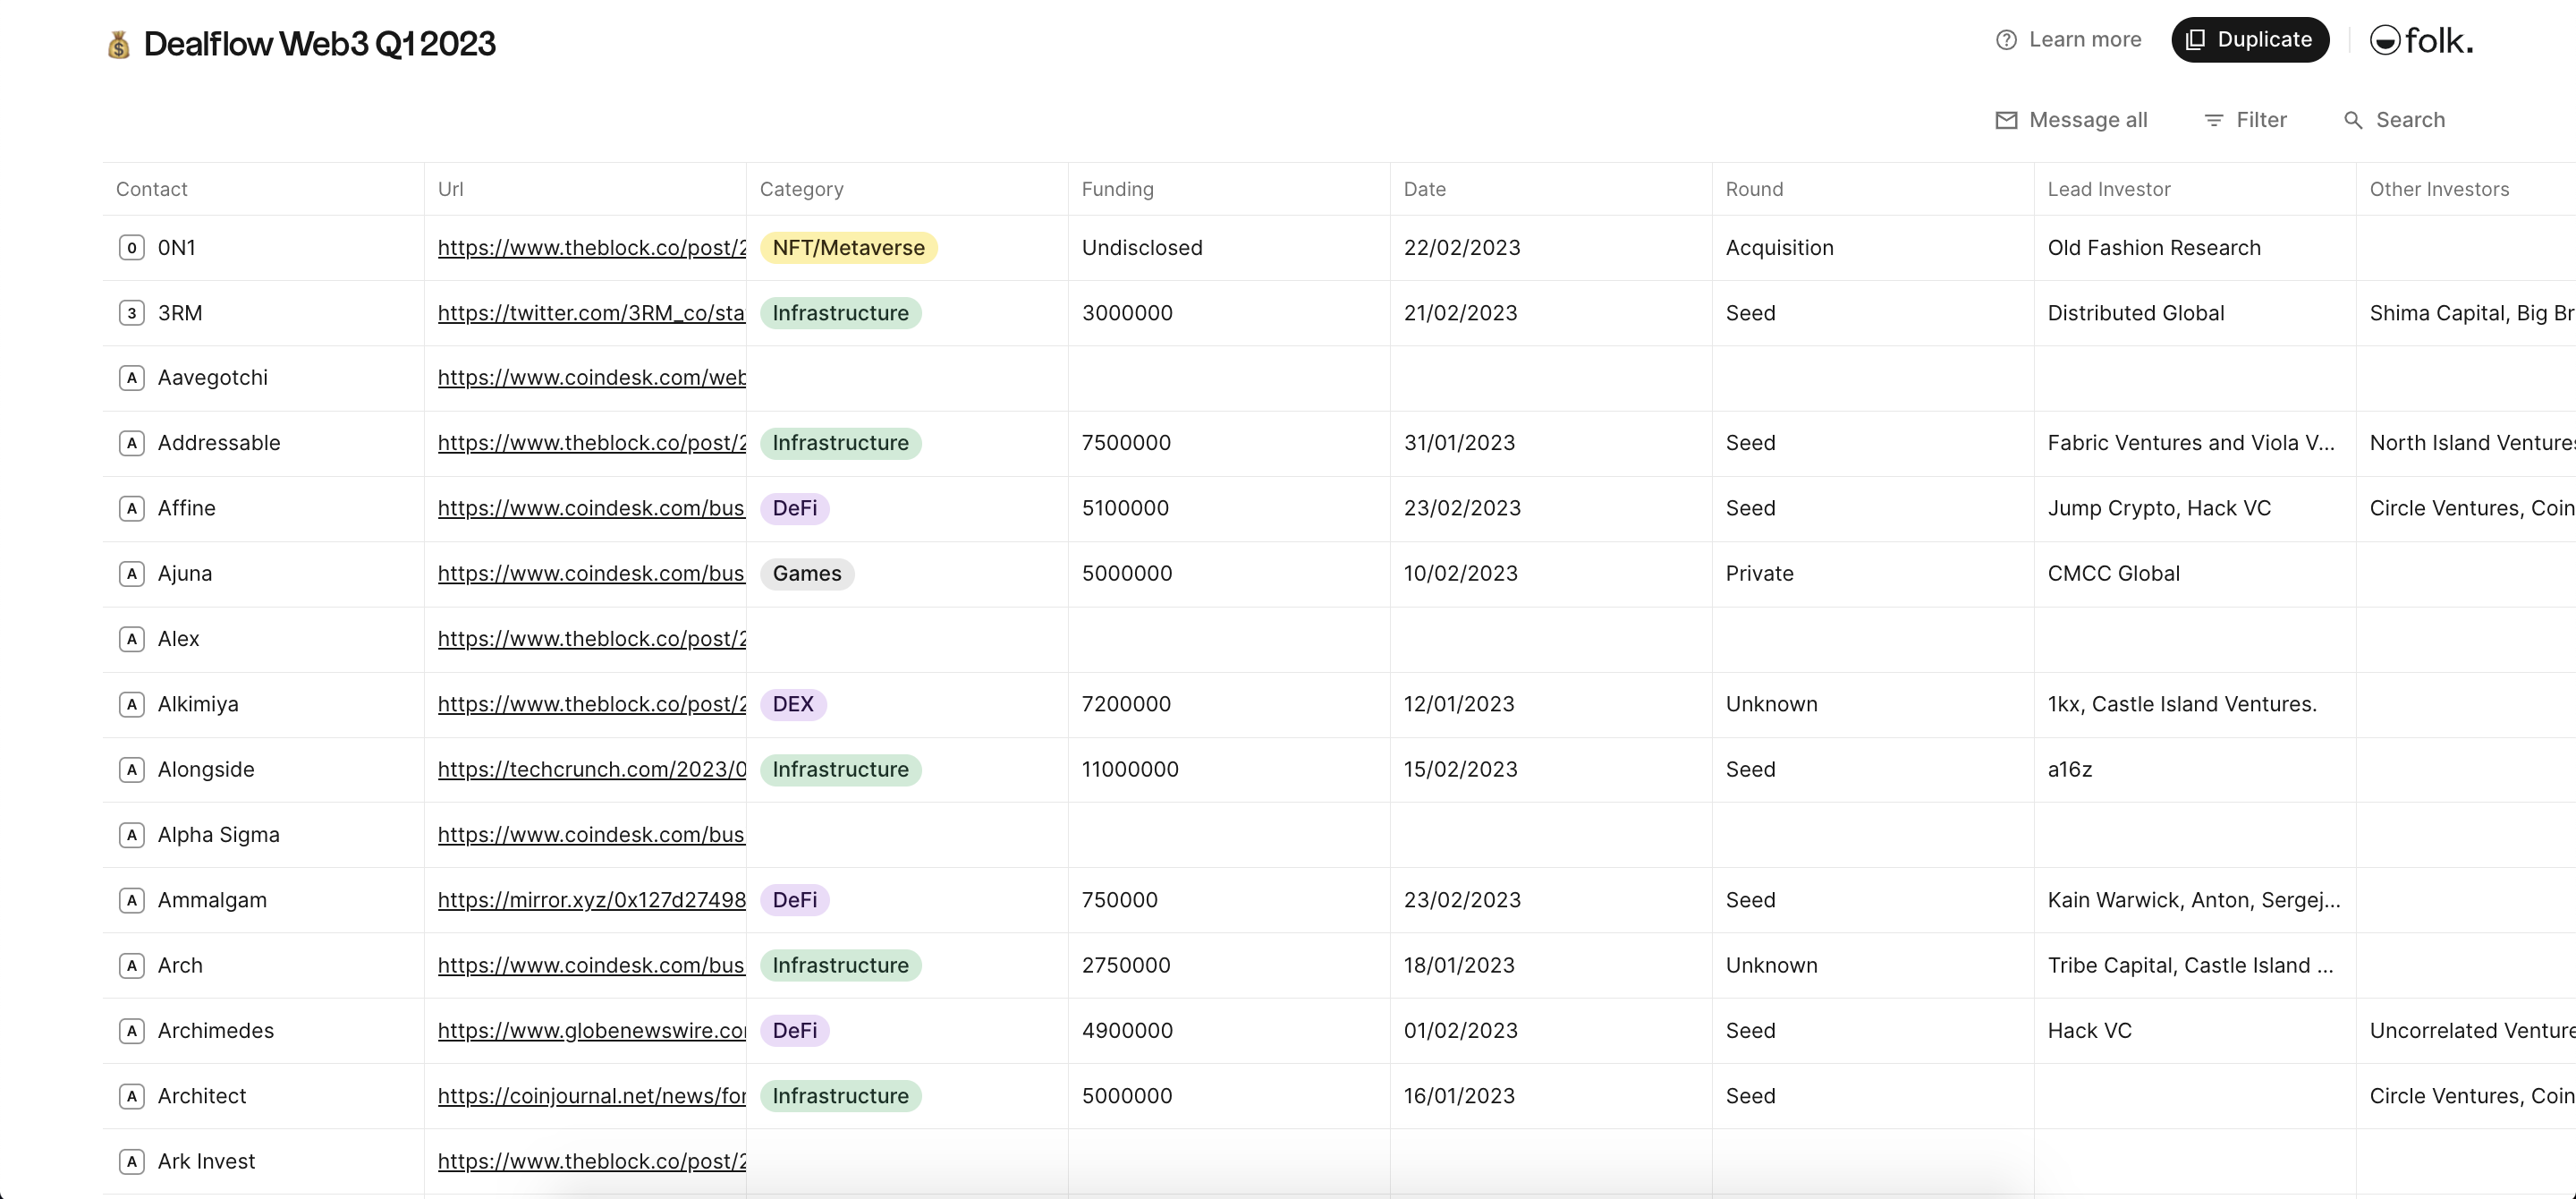 💰 Dealflow Web3 Q1 2023
Learn more Duplicate folk.
Message all Filter Search
Contact Url Category Funding Date Round Lead Investor Other Investors
0 0N1 https://www.theblock.co/post/2 NFT/Metaverse Undisclosed 22/02/2023 Acquisition Old Fashion Research
3 3RM https://twitter.com/3RM_co/sta Infrastructure 3000000 21/02/2023 Seed Distributed Global Shima Capital, Big Br
A Aavegotchi https://www.coindesk.com/web
A Addressable https://www.theblock.co/post/2 Infrastructure 7500000 31/01/2023 Seed Fabric Ventures and Viola V... North Island Ventures
A Affine https://www.coindesk.com/bus DeFi 5100000 23/02/2023 Seed Jump Crypto, Hack VC Circle Ventures, Coin
A Ajuna https://www.coindesk.com/bus Games 5000000 10/02/2023 Private CMCC Global
A Alex https://www.theblock.co/post/2
A Alkimiya https://www.theblock.co/post/2 DEX 7200000 12/01/2023 Unknown 1kx, Castle Island Ventures.
A Alongside https://techcrunch.com/2023/0 Infrastructure 11000000 15/02/2023 Seed a16z
A Alpha Sigma https://www.coindesk.com/bus
A Ammalgam https://mirror.xyz/0x127d27498 DeFi 750000 23/02/2023 Seed Kain Warwick, Anton, Sergej...
A Arch https://www.coindesk.com/bus Infrastructure 2750000 18/01/2023 Unknown Tribe Capital, Castle Island ...
A Archimedes https://www.globenewswire.co DeFi 4900000 01/02/2023 Seed Hack VC Uncorrelated Venture
A Architect https://coinjournal.net/news/for Infrastructure 5000000 16/01/2023 Seed Circle Ventures, Coin
A Ark Invest https://www.theblock.co/post/2